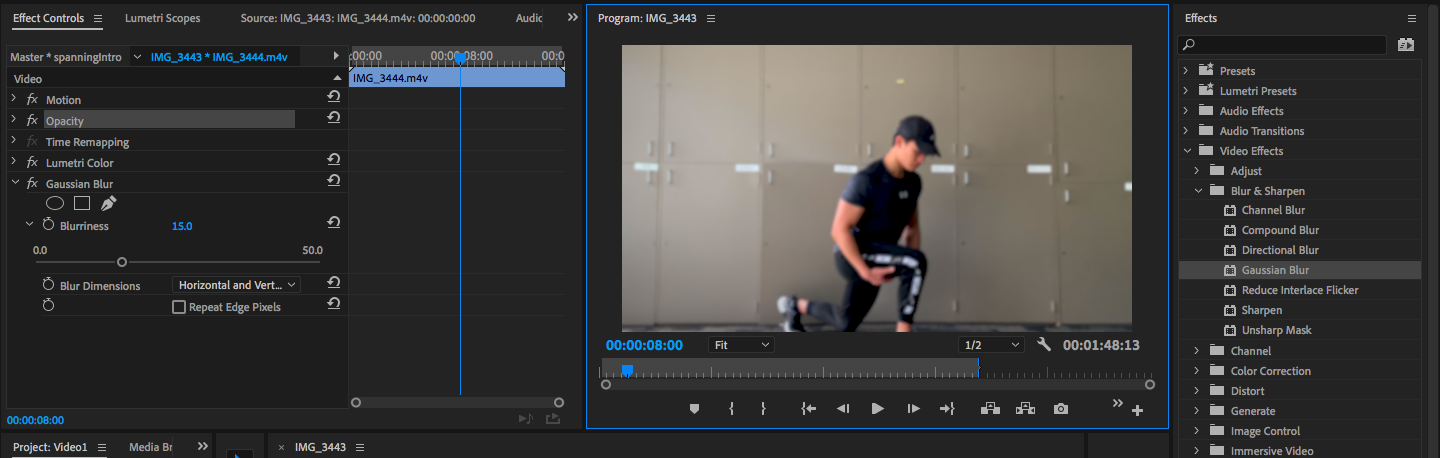 Effect Controls
Lumetri Scopes
Source: IMG_3443: IMG_3444.m4v: 00:00:00:00
Audic
Master * spanningIntro
IMG_3443 * IMG_3444.m4v
:00:00
00:00:08:00
00:0
Video
IMG_3444.m4v
fx Motion
fx Opacity
fx Time Remapping
fx Lumetri Color
fx Gaussian Blur
Blurriness
15.0
0.0
50.0
Blur Dimensions
Horizontal and Vert...
Repeat Edge Pixels
00:00:08:00
Program: IMG_3443
00:00:08:00
Fit
1/2
00:01:48:13
Effects
Presets
Lumetri Presets
Audio Effects
Audio Transitions
Video Effects
Adjust
Blur & Sharpen
Channel Blur
Compound Blur
Directional Blur
Gaussian Blur
Reduce Interlace Flicker
Sharpen
Unsharp Mask
Channel
Color Correction
Distort
Generate
Image Control
Immersive Video
Project: Video1
Media Br
× IMG_3443